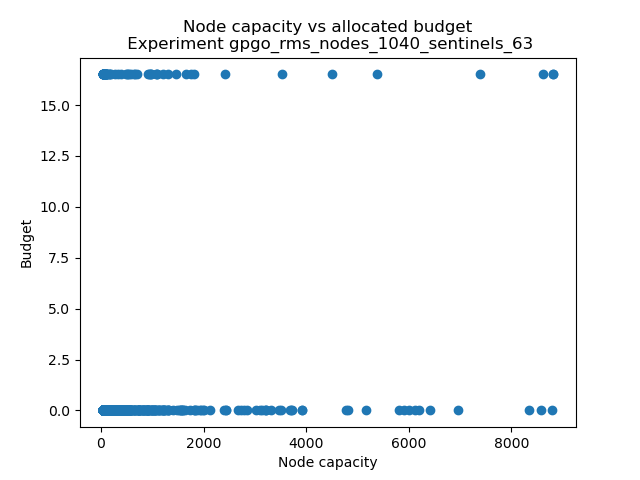 Node capacity vs allocated budget
Experiment gpgo_rms_nodes_1040_sentinels_63
15.0
12.5
10.0
7.5
5.0
2.5
0.0
Budget
0 2000 4000 6000 8000
Node capacity